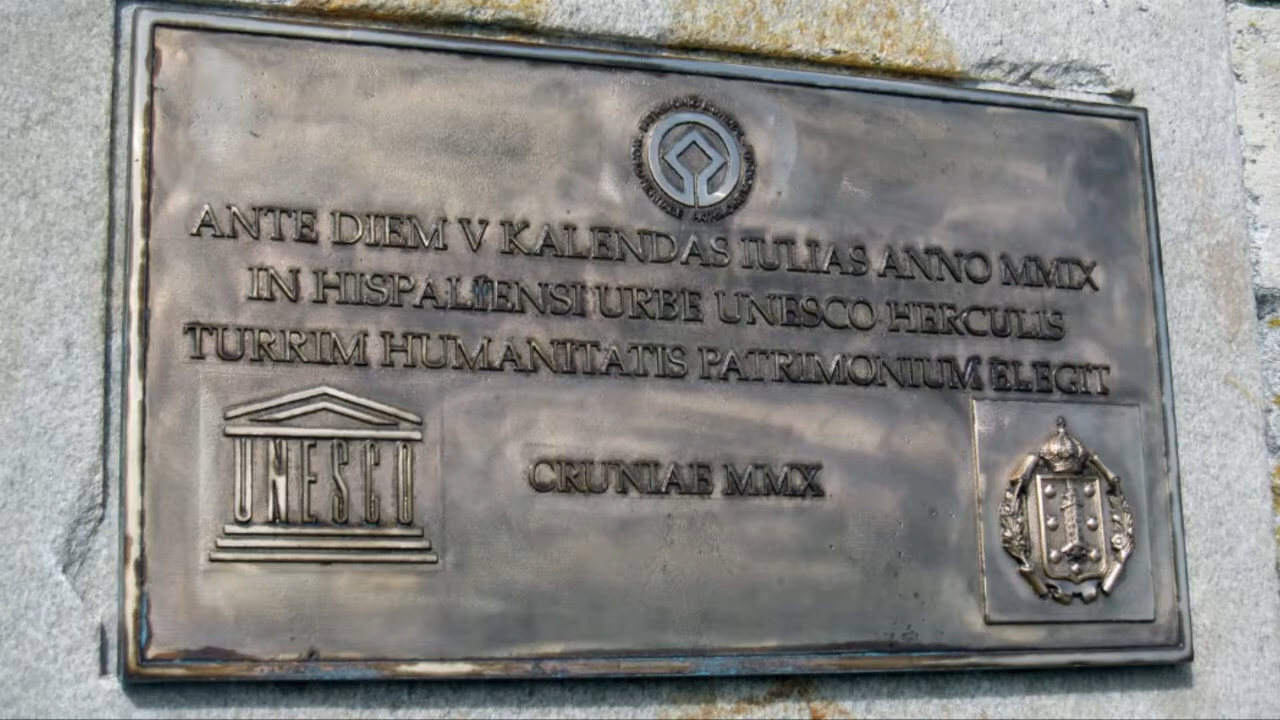 ANTE DIEM V KALENDAS IULIAS ANNO MMIX
IN HISPALIENSI URBE UNESCO HERCULIS
TURRIM HUMANITATIS PATRIMONIUM ELEGIT
UNESCO
CRUNIAE MMX